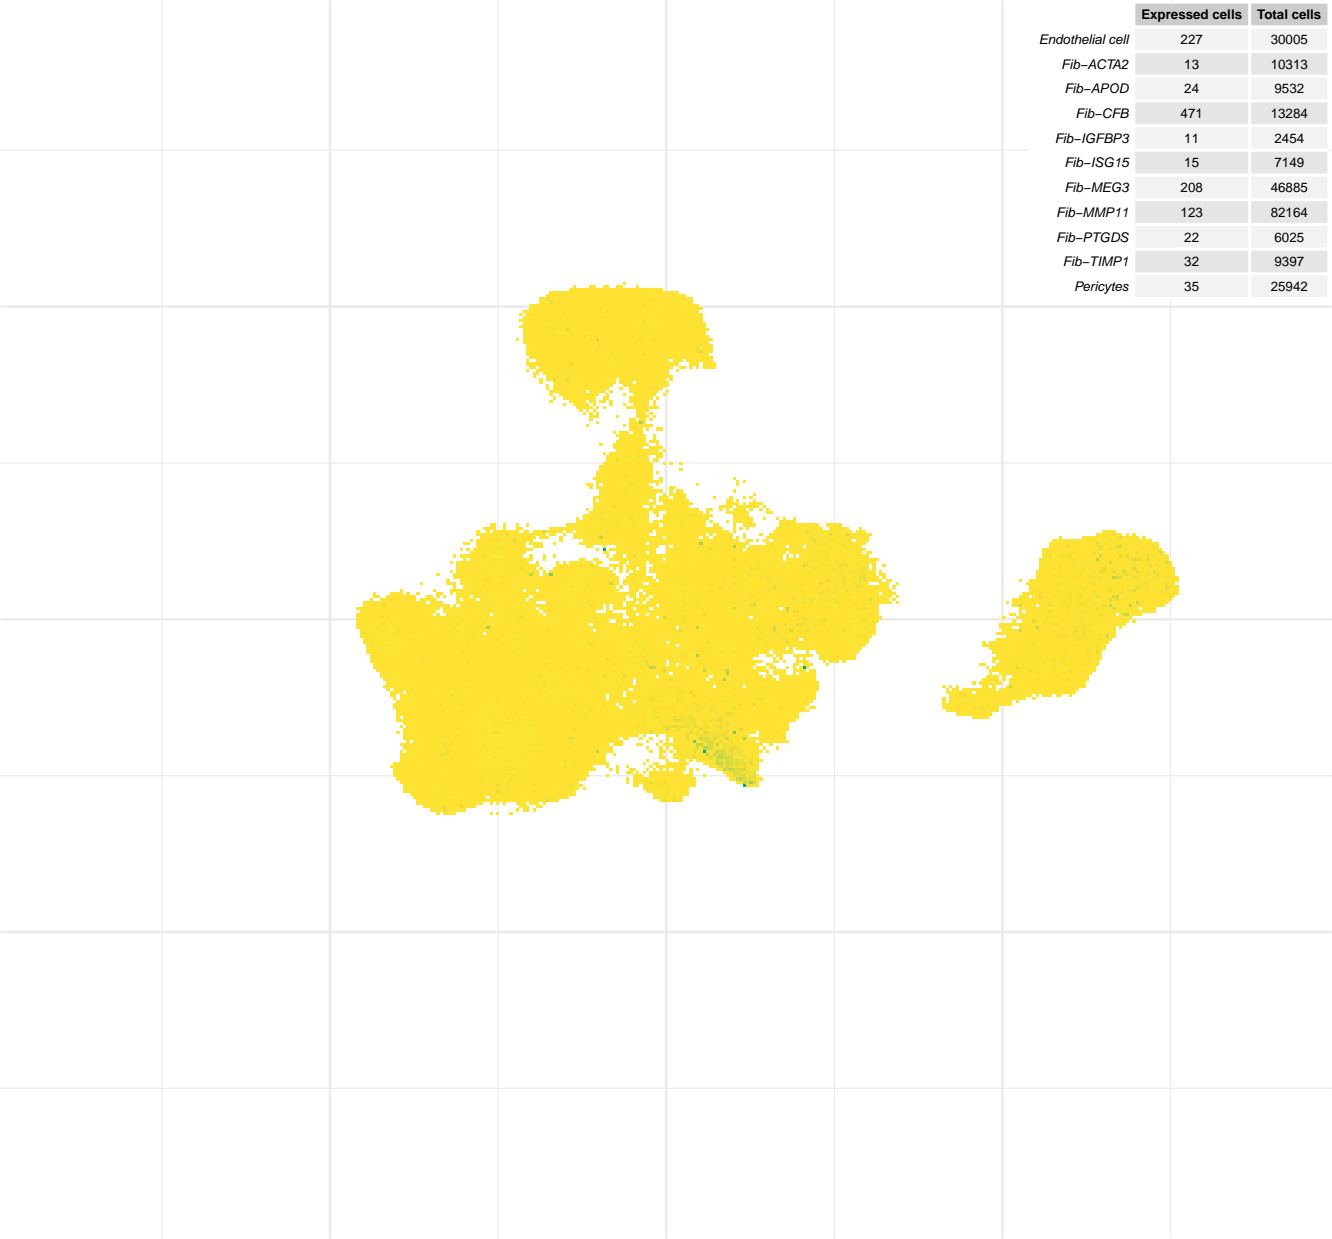 Expressed cells Total cells
Endothelial cell 227 30005
Fib−ACTA2 13 10313
Fib−APOD 24 9532
Fib−CFB 471 13284
Fib−IGFBP3 11 2454
Fib−ISG15 15 7149
Fib−MEG3 208 46885
Fib−MMP11 123 82164
Fib−PTGDS 22 6025
Fib−TIMP1 32 9397
Pericytes 35 25942